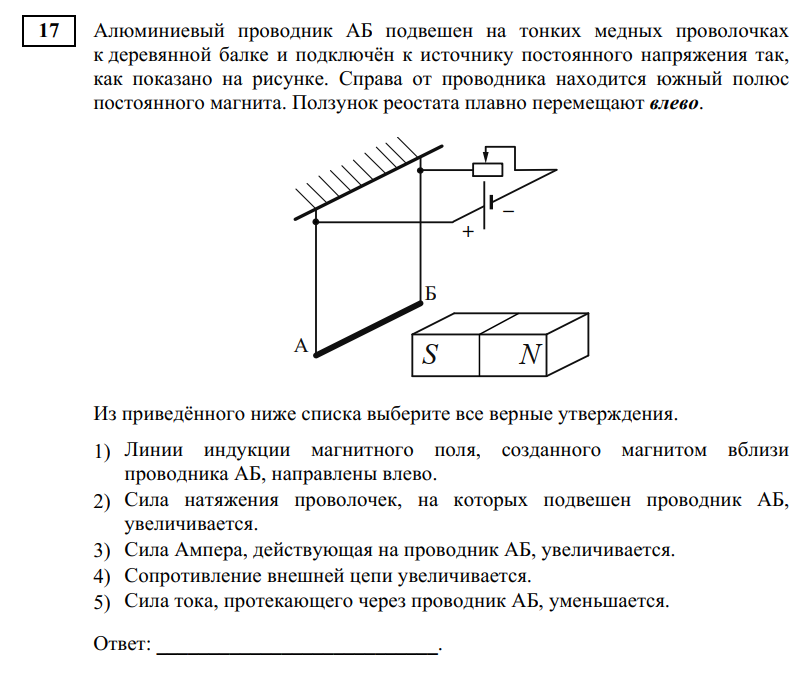 17
Алюминиевый проводник АБ подвешен на тонких медных проволочках
к деревянной балке и подключён к источнику постоянного напряжения так,
как показано на рисунке. Справа от проводника находится южный полюс
постоянного магнита. Ползунок реостата плавно перемещают влево.
–
+
Б
А
S
N
Из приведённого ниже списка выберите все верные утверждения.
1) Линии индукции магнитного поля, созданного магнитом вблизи
проводника АБ, направлены влево.
2) Сила натяжения проволочек, на которых подвешен проводник АБ,
увеличивается.
3) Сила Ампера, действующая на проводник АБ, увеличивается.
4) Сопротивление внешней цепи увеличивается.
5) Сила тока, протекающего через проводник АБ, уменьшается.
Ответ: ___________________________.